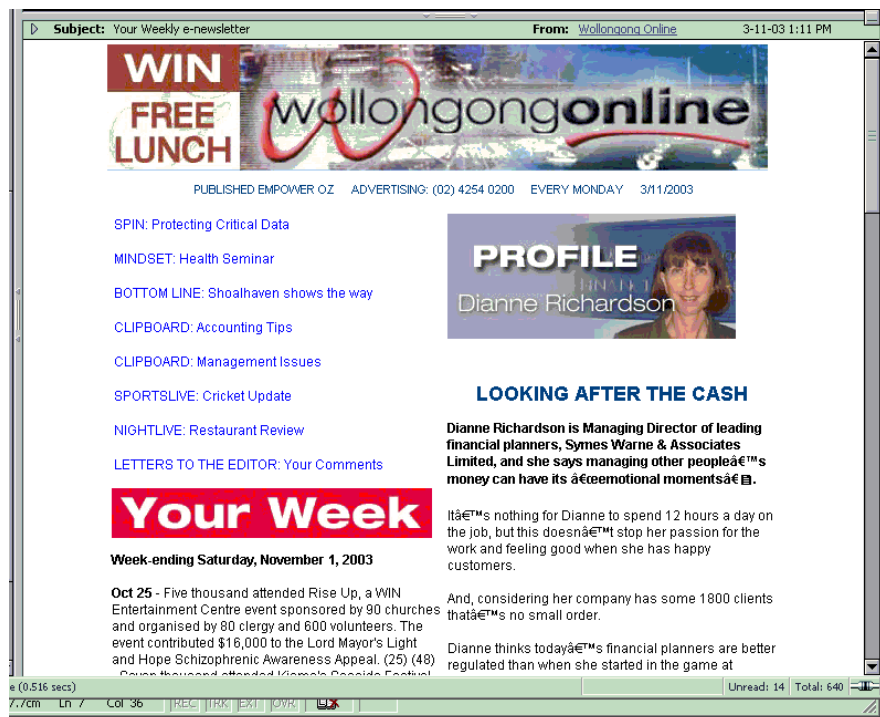 Subject: Your Weekly e-newsletter From: Wollongong Online 3-11-03 1:11 PM
WIN
FREE
LUNCH
wollongongonline
PUBLISHED EMPOWER OZ ADVERTISING: (02) 4254 0200 EVERY MONDAY 3/11/2003
SPIN: Protecting Critical Data
MINDSET: Health Seminar
BOTTOM LINE: Shoalhaven shows the way
CLIPBOARD: Accounting Tips
CLIPBOARD: Management Issues
SPORTSLIVE: Cricket Update
NIGHTLIVE: Restaurant Review
LETTERS TO THE EDITOR: Your Comments
Your Week
Week-ending Saturday, November 1, 2003
Oct 25 - Five thousand attended Rise Up, a WIN
Entertainment Centre event sponsored by 90 churches
and organised by 80 clergy and 600 volunteers. The
event contributed $16,000 to the Lord Mayor's Light
and Hope Schizophrenic Awareness Appeal. (25) (48)
- Seven thousand attended Kiama's Seaside Festival
PROFILE
FINANC
Dianne Richardson
LOOKING AFTER THE CASH
Dianne Richardson is Managing Director of leading
financial planners, Symes Warne & Associates
Limited, and she says managing other peopleâ€™s
money can have its â€œemotional momentsâ€.
Itâ€™s nothing for Dianne to spend 12 hours a day on
the job, but this doesnâ€™t stop her passion for the
work and feeling good when she has happy
customers.
And, considering her company has some 1800 clients
thatâ€™s no small order.
Dianne thinks todayâ€™s financial planners are better
regulated than when she started in the game at
e (0.516 secs) Unread: 14 Total: 640
7.7cm Ln 7 Col 36 REC TRK EXT OVR